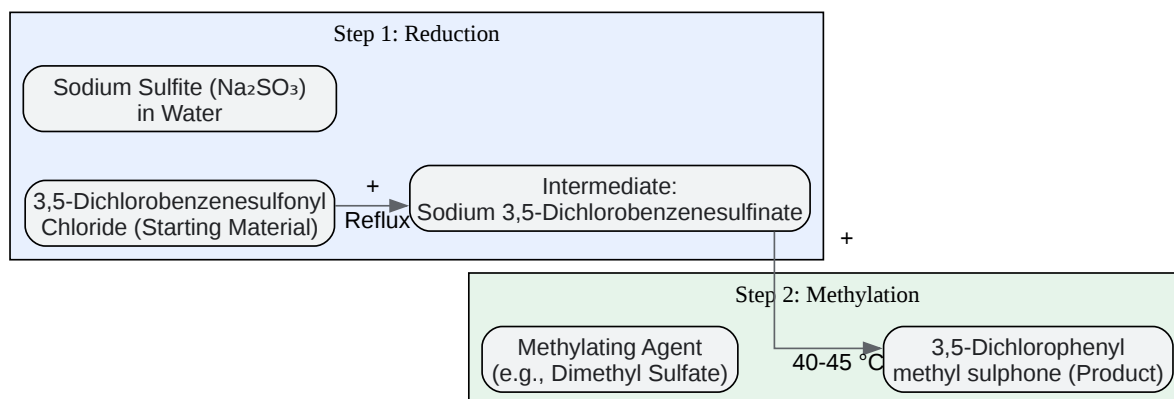 Step 1: Reduction
Sodium Sulfite (Na₂SO₃)
in Water
3,5-Dichlorobenzenesulfonyl
Chloride (Starting Material)
+
Reflux
Intermediate:
Sodium 3,5-Dichlorobenzenesulfinate
+
Step 2: Methylation
Methylating Agent
(e.g., Dimethyl Sulfate)
40-45 °C
3,5-Dichlorophenyl
methyl sulphone (Product)